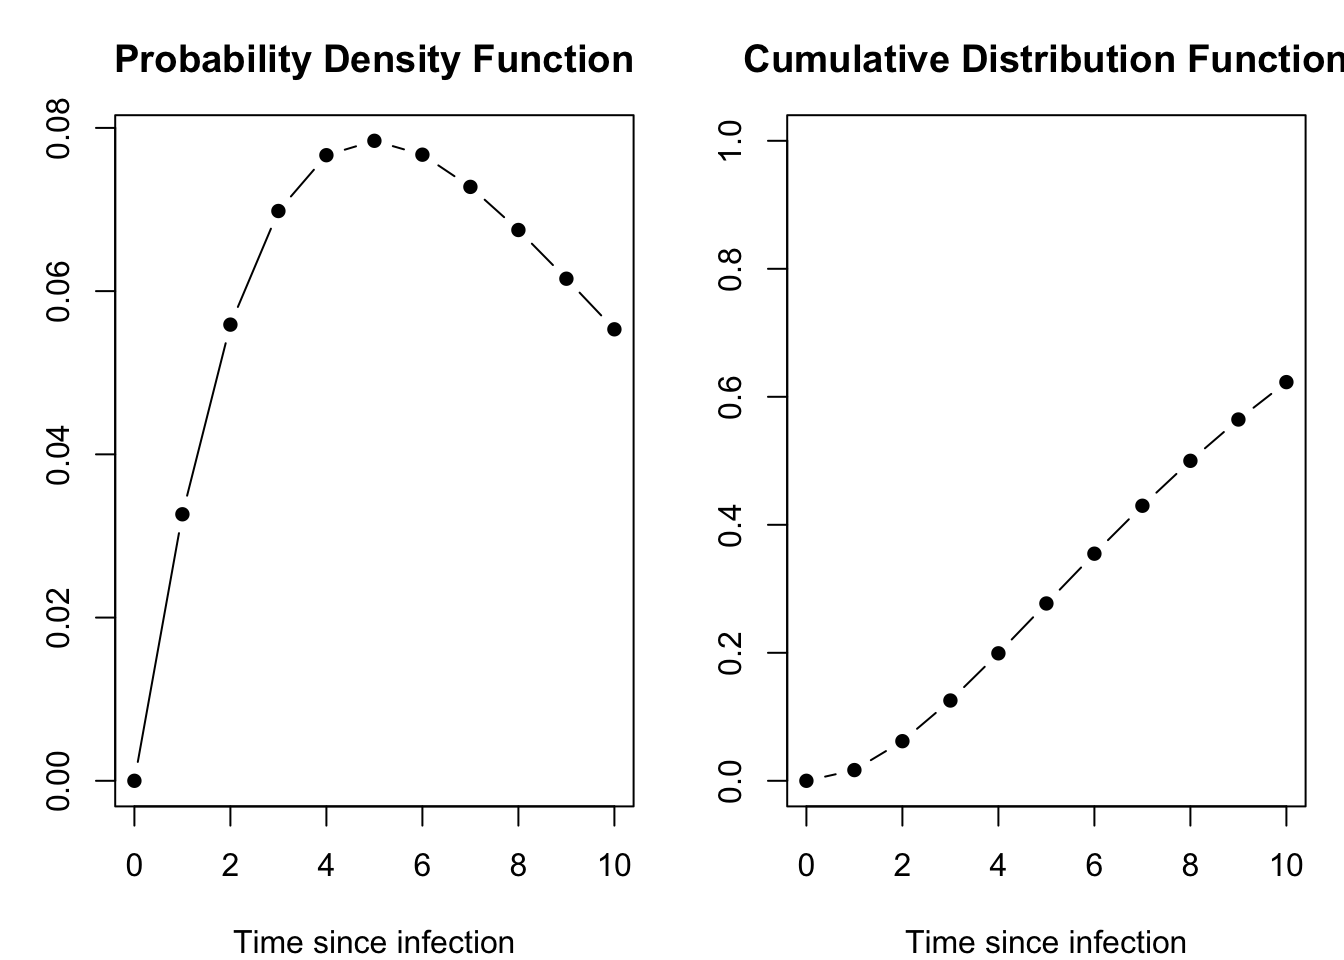 Probability Density Function
0.08
0.06
0.04
0.02
0.00
0 2 4 6 8 10
Time since infection
Cumulative Distribution Function
1.0
0.8
0.6
0.4
0.2
0.0
0 2 4 6 8 10
Time since infection